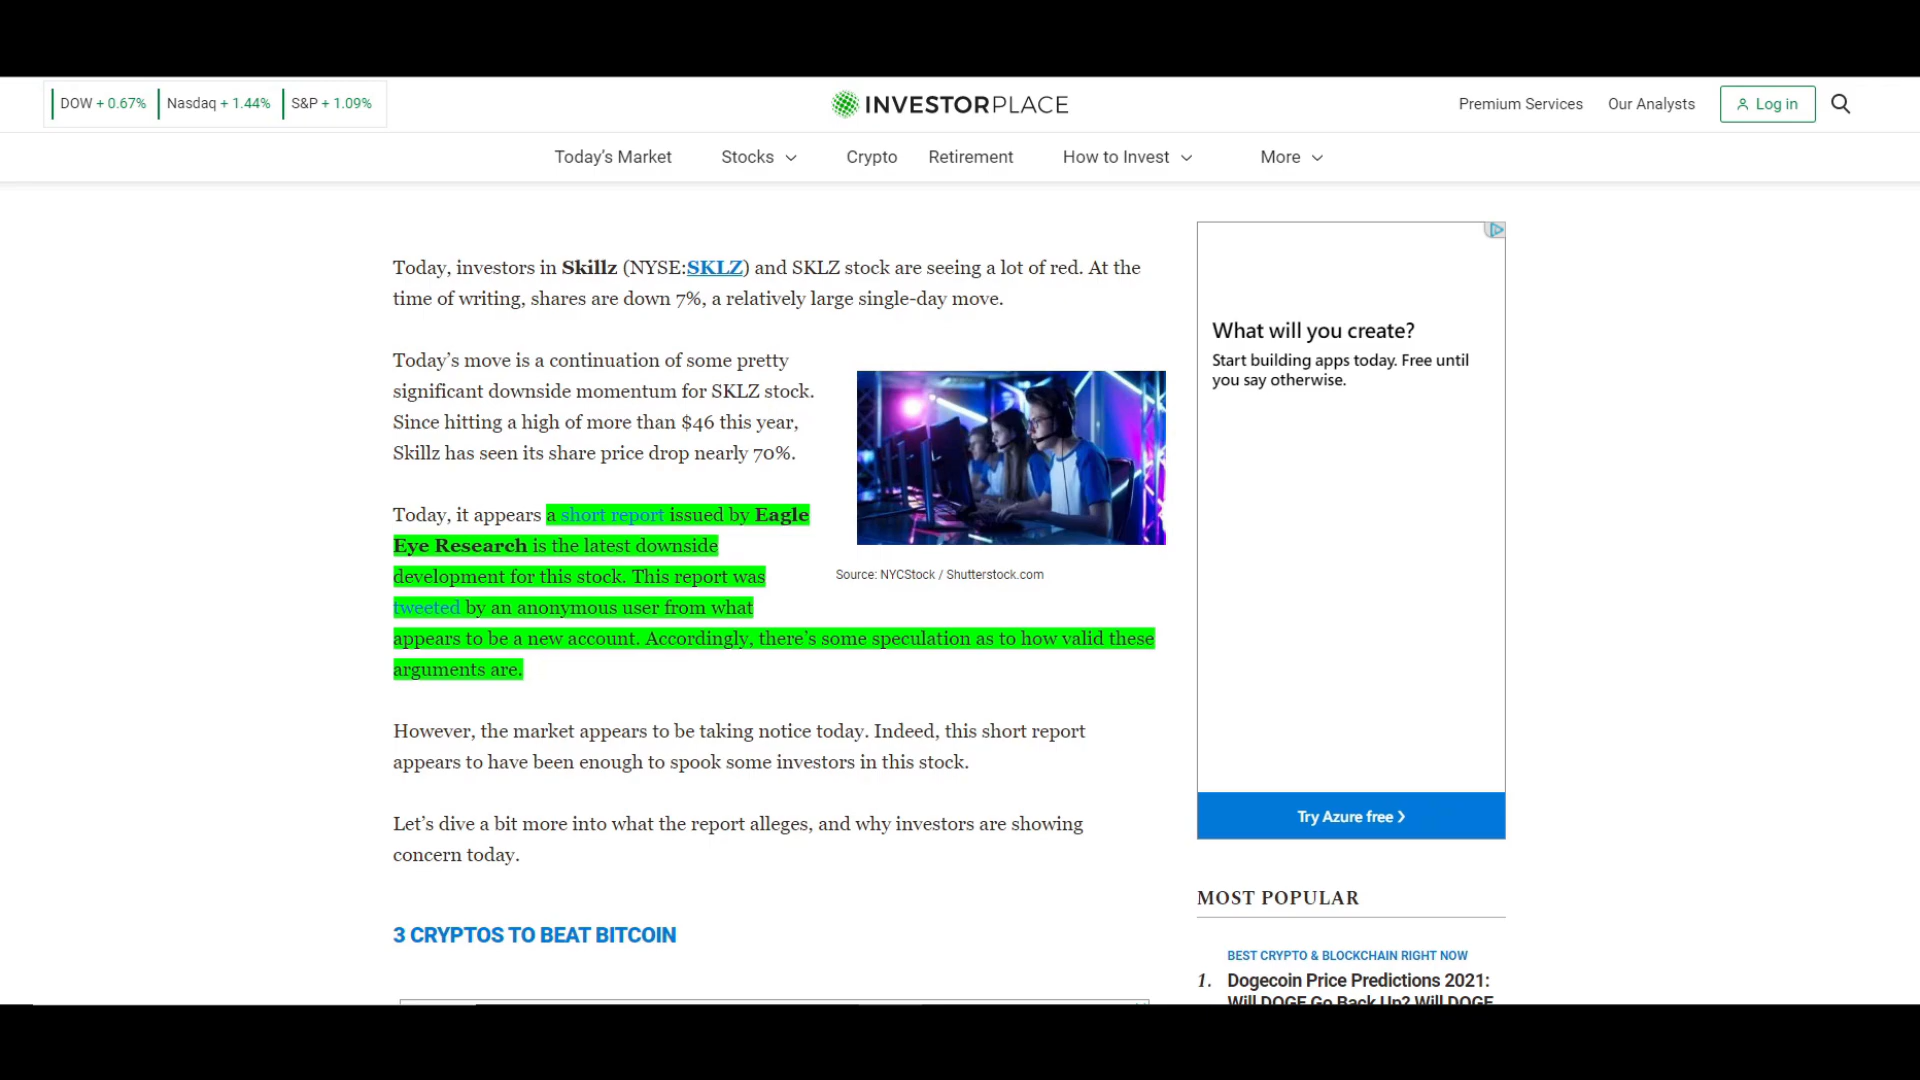 DOW + 0.67% Nasdaq + 1.44% S&P + 1.09%
INVESTORPLACE
Premium Services Our Analysts Log in
Today's Market Stocks Crypto Retirement How to Invest More
Today, investors in Skillz (NYSE:SKLZ) and SKLZ stock are seeing a lot of red. At the
time of writing, shares are down 7%, a relatively large single-day move.
Today's move is a continuation of some pretty
significant downside momentum for SKLZ stock.
Since hitting a high of more than $46 this year,
Skillz has seen its share price drop nearly 70%.
Today, it appears a short report issued by Eagle
Eye Research is the latest downside
development for this stock. This report was
tweeted by an anonymous user from what
appears to be a new account. Accordingly, there's some speculation as to how valid these
arguments are.
Source: NYCStock / Shutterstock.com
However, the market appears to be taking notice today. Indeed, this short report
appears to have been enough to spook some investors in this stock.
Let's dive a bit more into what the report alleges, and why investors are showing
concern today.
3 CRYPTOS TO BEAT BITCOIN
What will you create?
Start building apps today. Free until
you say otherwise.
Try Azure free ❯
MOST POPULAR
BEST CRYPTO & BLOCKCHAIN RIGHT NOW
1. Dogecoin Price Predictions 2021:
Will DOGE Go Back Up? Will DOGE